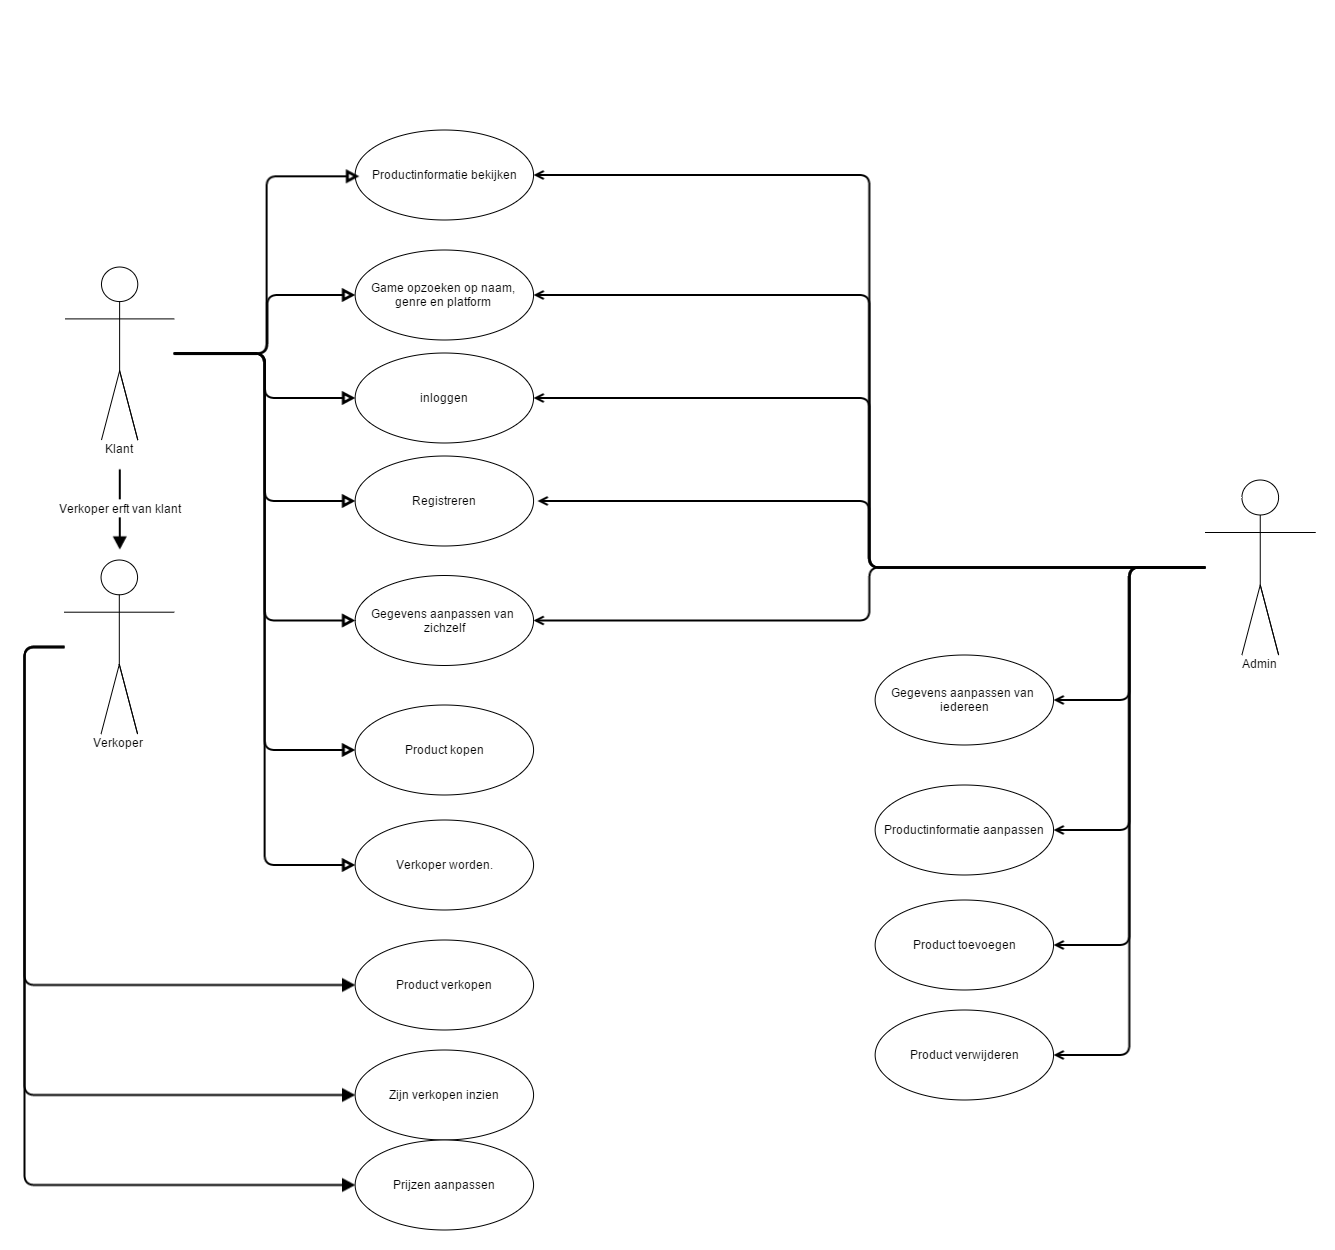 Productinformatie bekijken
Game opzoeken op naam,
genre en platform
inloggen
Klant
Registreren
Verkoper erft van klant
Gegevens aanpassen van
zichzelf
Admin
Gegevens aanpassen van
iedereen
Verkoper
Product kopen
Productinformatie aanpassen
Verkoper worden.
Product toevoegen
Product verkopen
Product verwijderen
Zijn verkopen inzien
Prijzen aanpassen